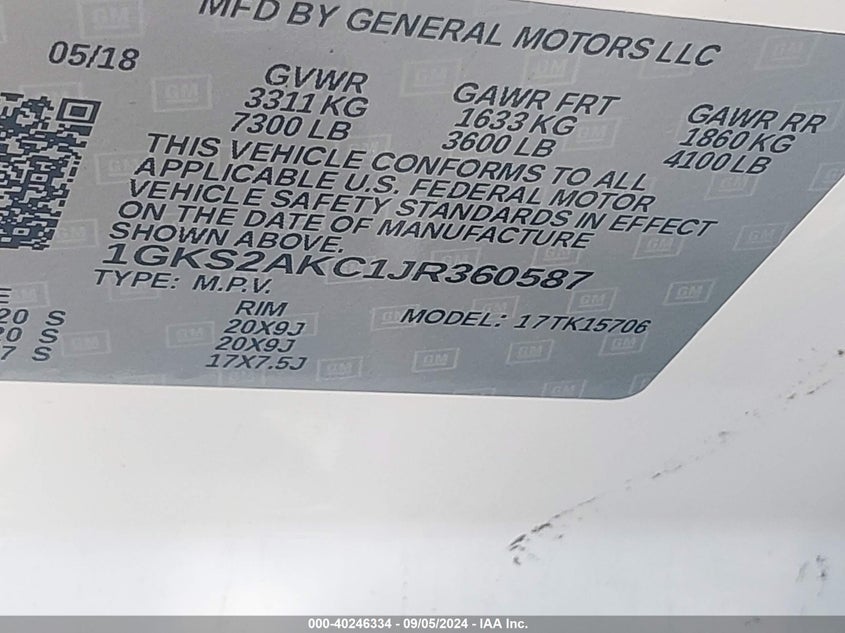 MFD BY GENERAL MOTORS LLC
05/18
GVWR
3311 KG
7300 LB
GAWR FRT
1633 KG
3600 LB
GAWR RR
1860 KG
4100 LB
THIS VEHICLE CONFORMS TO ALL
APPLICABLE U.S. FEDERAL MOTOR
VEHICLE SAFETY STANDARDS IN EFFECT
ON THE DATE OF MANUFACTURE
SHOWN ABOVE.
1GKS2AKC1JR360587
TYPE: M.P.V.
MODEL: 17TK15706
E
20 S
20 S
7 S
RIM
20X9J
20X9J
17X7.5J
000-40246334 - 09/05/2024 - IAA Inc.